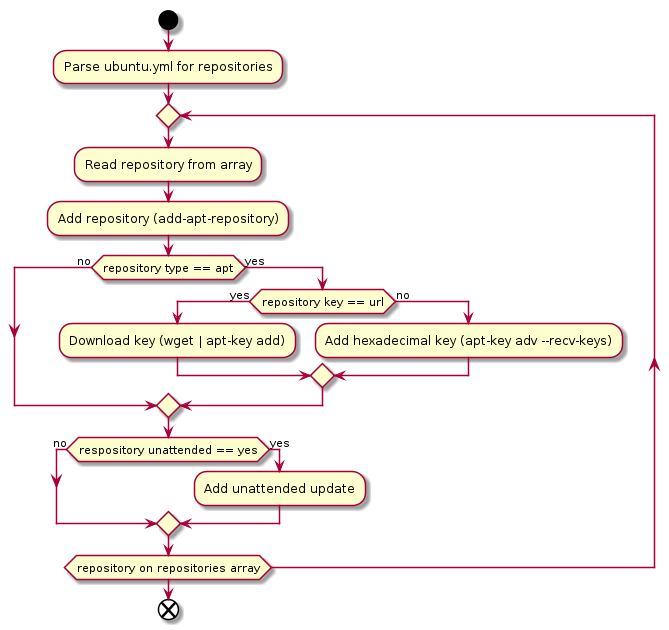 Parse ubuntu.yml for repositories
Read repository from array
Add repository (add-apt-repository)
no
repository type == apt
yes
yes
repository key == url
no
Download key (wget | apt-key add)
Add hexadecimal key (apt-key adv --recv-keys)
no
respository unattended == yes
yes
Add unattended update
repository on repositories array